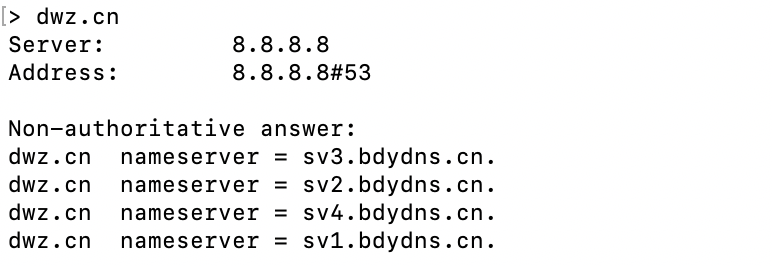 [> dwz.cn
Server:         8.8.8.8
Address:        8.8.8.8#53

Non-authoritative answer:
dwz.cn  nameserver = sv3.bdydns.cn.
dwz.cn  nameserver = sv2.bdydns.cn.
dwz.cn  nameserver = sv4.bdydns.cn.
dwz.cn  nameserver = sv1.bdydns.cn.